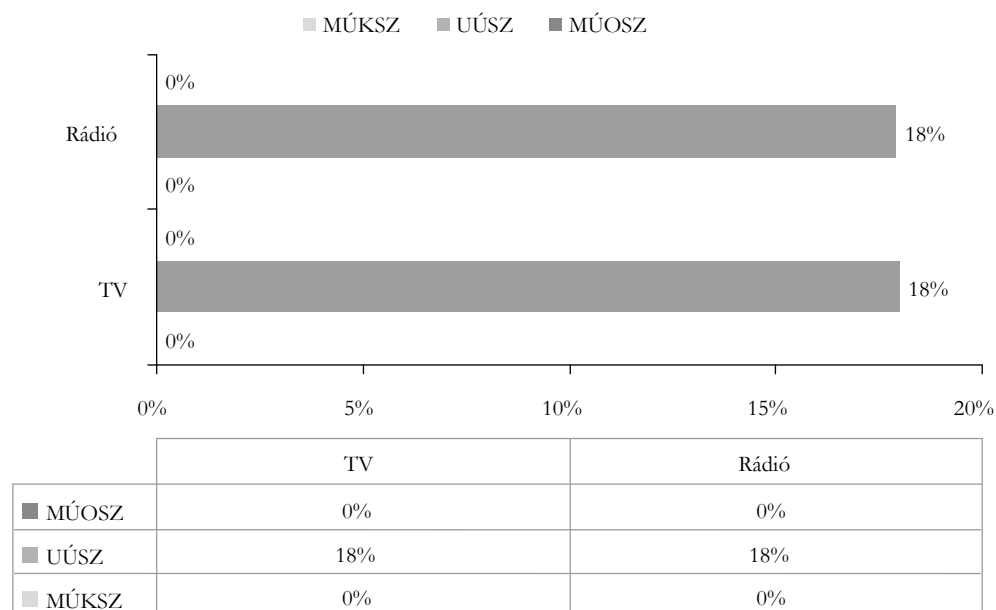 MÚKSZ UÚSZ MÚOSZ
0%
Rádió 18%
0%
0%
TV 18%
0%
0% 5% 10% 15% 20%
TV Rádió
MÚOSZ 0% 0%
UÚSZ 18% 18%
MÚKSZ 0% 0%